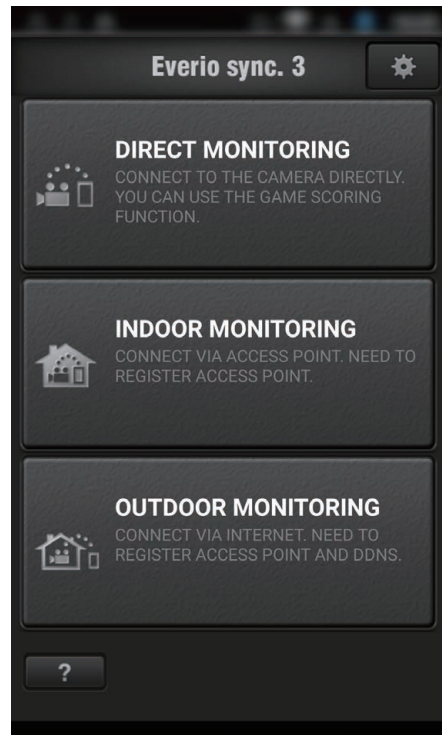 Everio sync. 3
DIRECT MONITORING
CONNECT TO THE CAMERA DIRECTLY.
YOU CAN USE THE GAME SCORING
FUNCTION.
INDOOR MONITORING
CONNECT VIA ACCESS POINT. NEED TO
REGISTER ACCESS POINT.
OUTDOOR MONITORING
CONNECT VIA INTERNET. NEED TO
REGISTER ACCESS POINT AND DDNS.
?